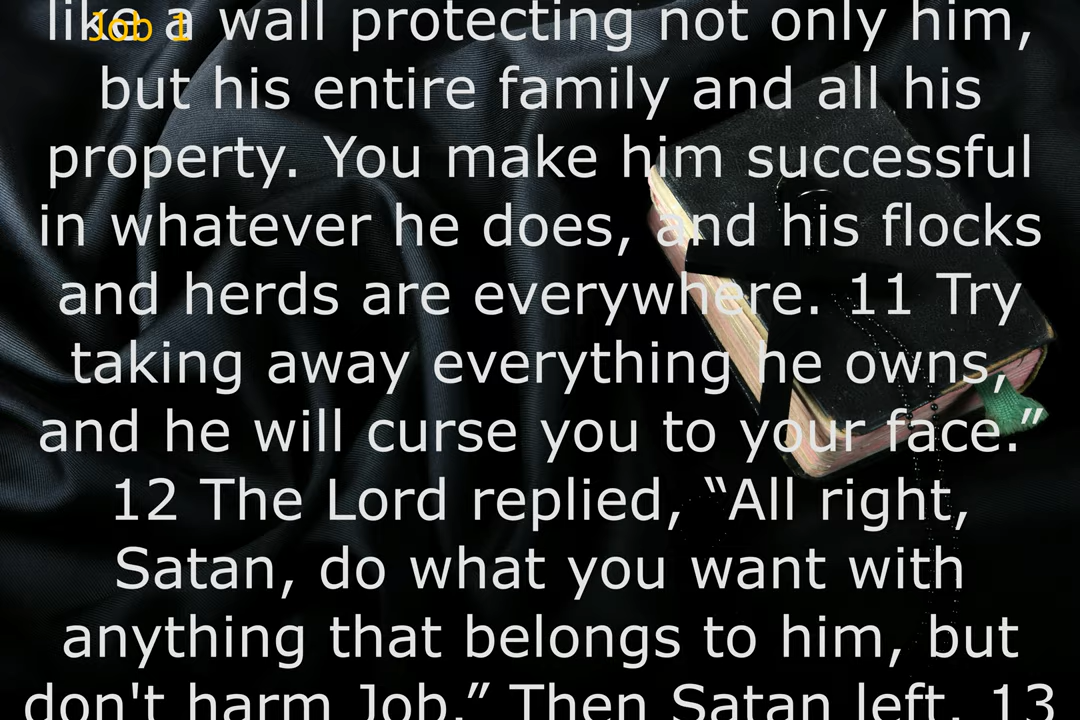 Job 1
like a wall protecting not only him,
but his entire family and all his
property. You make him successful
in whatever he does, and his flocks
and herds are everywhere. 11 Try
taking away everything he owns,
and he will curse you to your face.”
12 The Lord replied, “All right,
Satan, do what you want with
anything that belongs to him, but
don't harm Job.” Then Satan left. 13